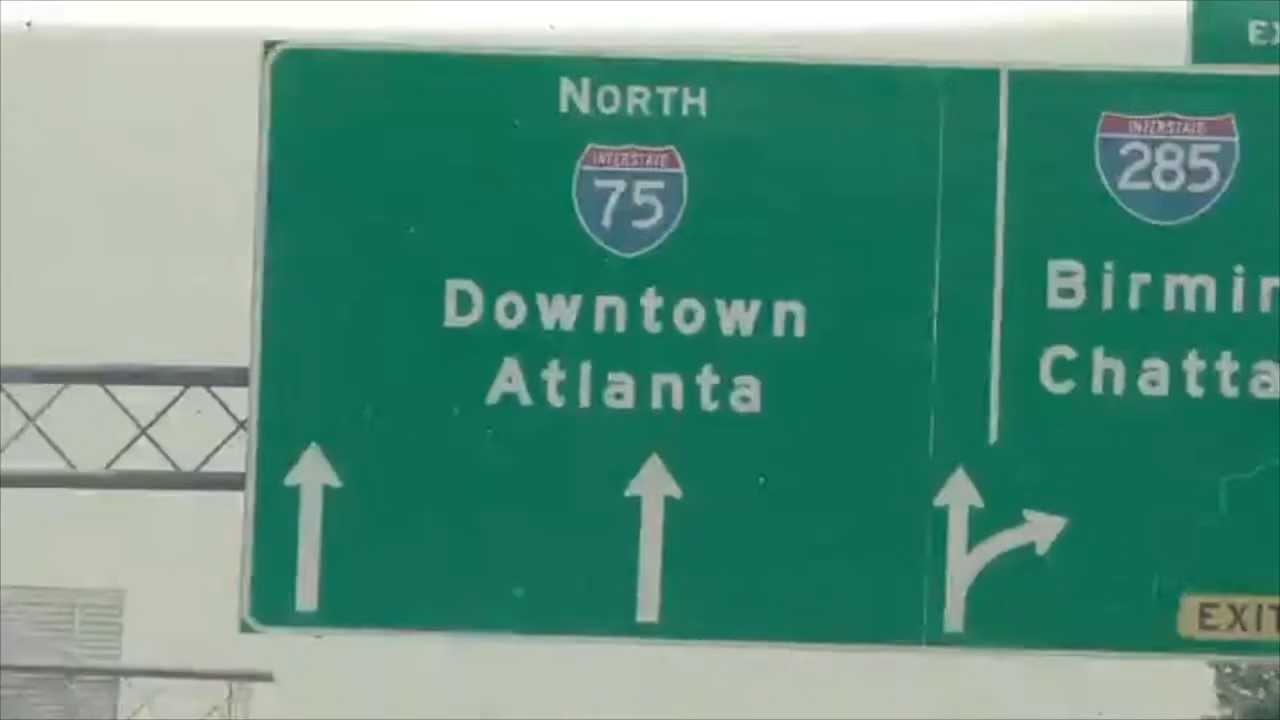 NORTH
INTERSTATE
75
Downtown
Atlanta
INTERSTATE
285
EXIT